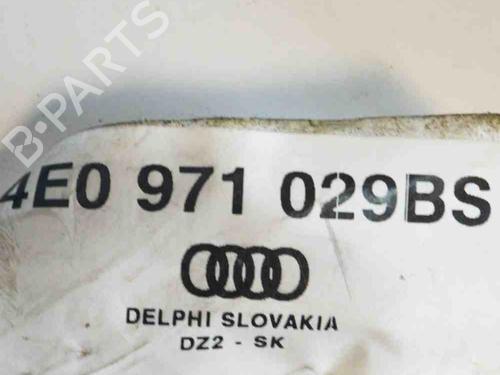 B-PARTS
4E0 971 029BS
DELPHI SLOVAKIA
DZ2 - SK